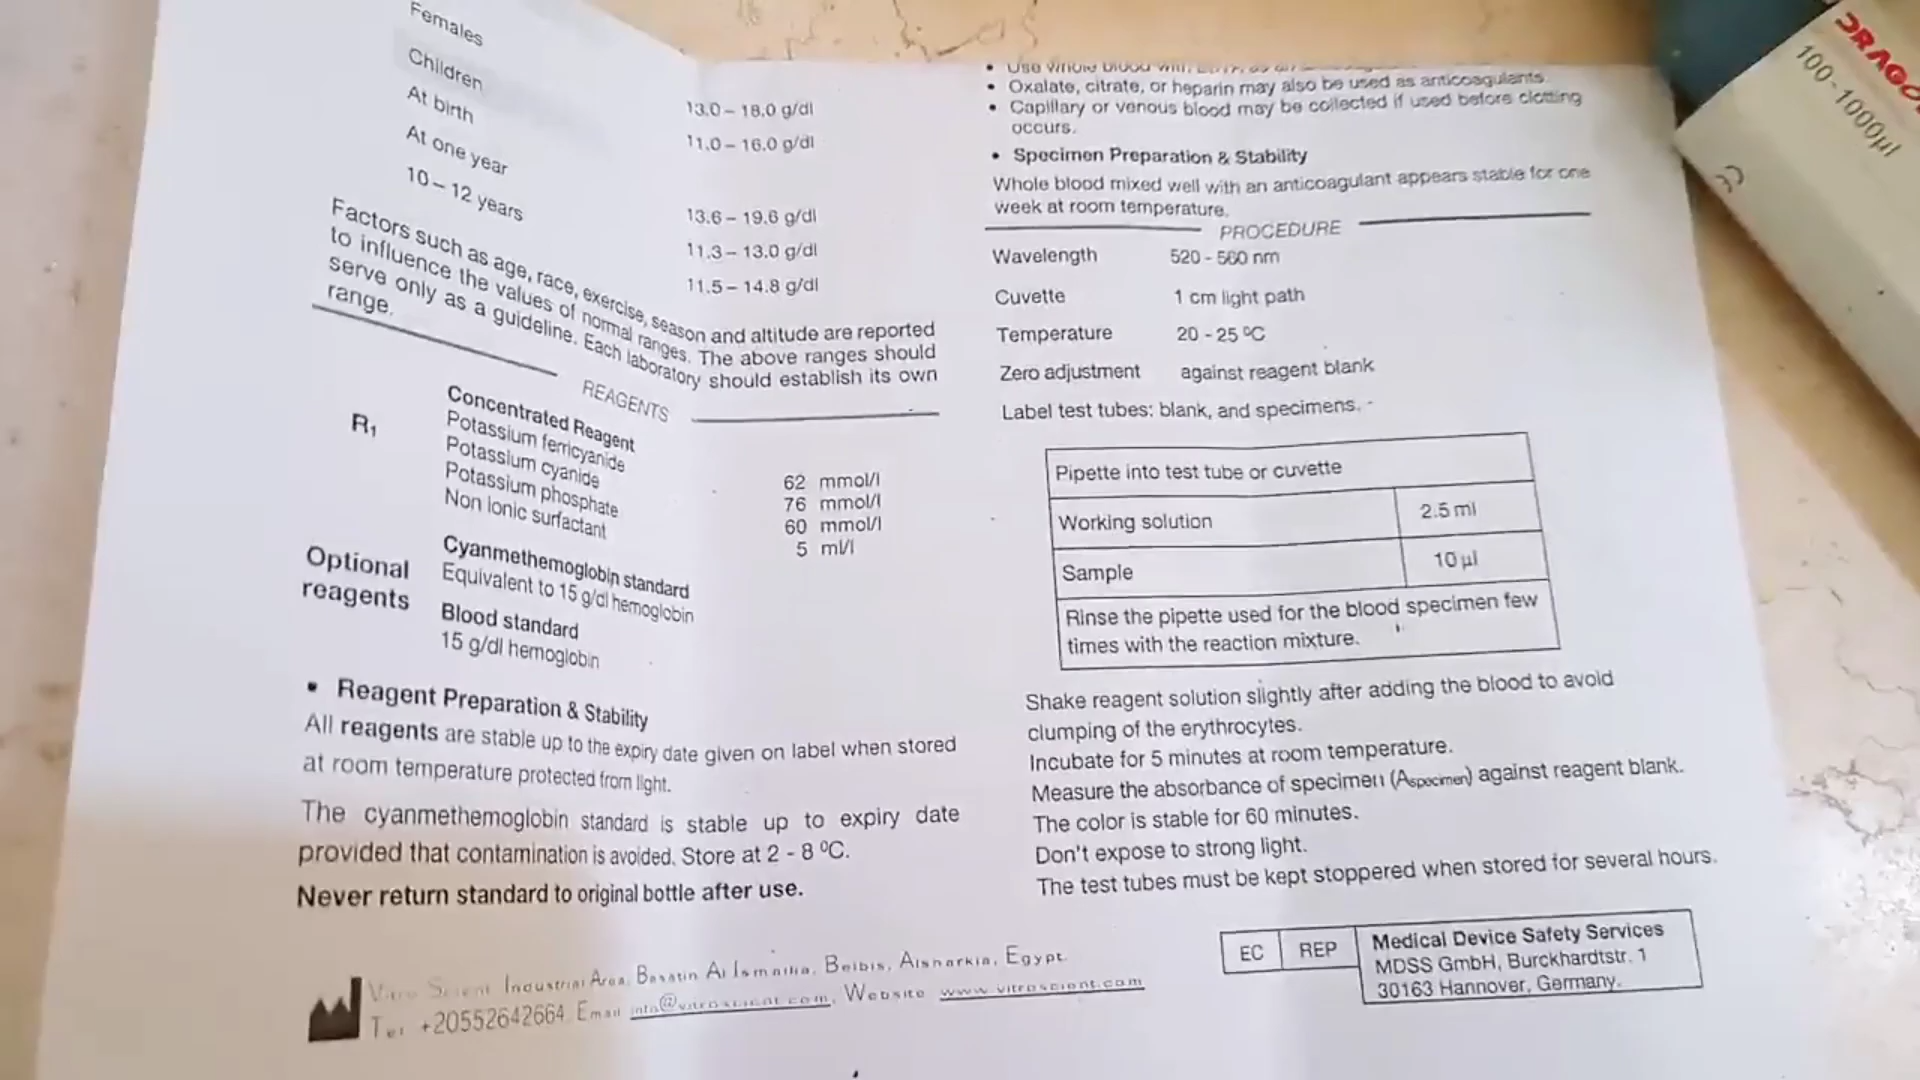 Females
Children
At birth
At one year
10 – 12 years
13.0 – 18.0 g/dl
11.0 – 16.0 g/dl
13.6 – 19.6 g/dl
11.3 – 13.0 g/dl
11.5 – 14.8 g/dl
Factors such as age, race, exercise, season and altitude are reported
to influence the values of normal ranges. The above ranges should
serve only as a guideline. Each laboratory should establish its own
range.
REAGENTS
R1
Concentrated Reagent
Potassium ferricyanide 62 mmol/l
Potassium cyanide 76 mmol/l
Potassium phosphate 60 mmol/l
Non Ionic surfactant 5 ml/l
Optional
reagents
Cyanmethemoglobin standard
Equivalent to 15 g/dl hemoglobin
Blood standard
15 g/dl hemoglobin
• Reagent Preparation & Stability
All reagents are stable up to the expiry date given on label when stored
at room temperature protected from light.
The cyanmethemoglobin standard is stable up to expiry date
provided that contamination is avoided. Store at 2 - 8 ºC.
Never return standard to original bottle after use.
• Use whole blood with
• Oxalate, citrate, or heparin may also be used as anticoagulants.
• Capillary or venous blood may be collected if used before clotting
occurs.
• Specimen Preparation & Stability
Whole blood mixed well with an anticoagulant appears stable for one
week at room temperature.
PROCEDURE
Wavelength 520 - 560 nm
Cuvette 1 cm light path
Temperature 20 - 25 ºC
Zero adjustment against reagent blank
Label test tubes: blank, and specimens.
Pipette into test tube or cuvette
Working solution 2.5 ml
Sample 10 µl
Rinse the pipette used for the blood specimen few
times with the reaction mixture.
Shake reagent solution slightly after adding the blood to avoid
clumping of the erythrocytes.
Incubate for 5 minutes at room temperature.
Measure the absorbance of specimen (Aspecimen) against reagent blank.
The color is stable for 60 minutes.
Don't expose to strong light.
The test tubes must be kept stoppered when stored for several hours.
Vitro Scient Industrial Area, Basatin Al Ismailia, Belbis, Alsharkia, Egypt.
Tel +20552642664 Email info@vitroscient.com, Website www.vitroscient.com
EC REP
Medical Device Safety Services
MDSS GmbH, Burckhardtstr. 1
30163 Hannover, Germany.
DRAGO
100-1000µl